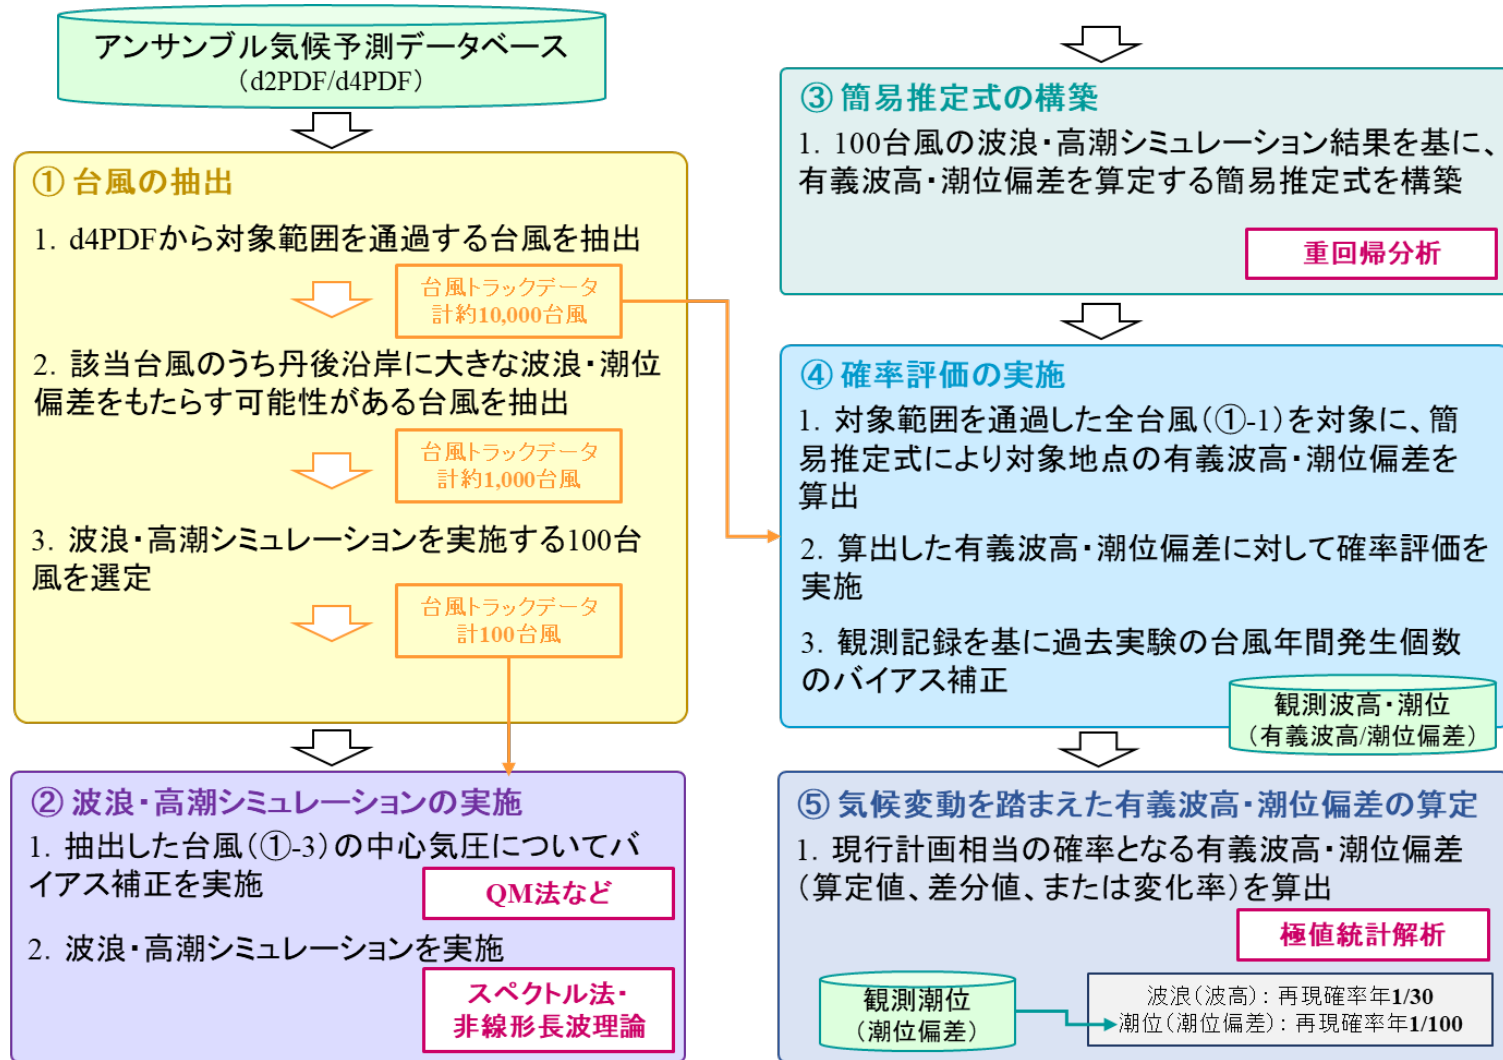 アンサンブル気候予測データベース
（d2PDF/d4PDF）
① 台風の抽出
1. d4PDFから対象範囲を通過する台風を抽出
台風トラックデータ
計約10,000台風
2. 該当台風のうち丹後沿岸に大きな波浪・潮位
偏差をもたらす可能性がある台風を抽出
台風トラックデータ
計約1,000台風
3. 波浪・高潮シミュレーションを実施する100台
風を選定
台風トラックデータ
計100台風
② 波浪・高潮シミュレーションの実施
1. 抽出した台風（①-3）の中心気圧についてバ
イアス補正を実施
QM法など
2. 波浪・高潮シミュレーションを実施
スペクトル法・
非線形長波理論
③ 簡易推定式の構築
1. 100台風の波浪・高潮シミュレーション結果を基に、
有義波高・潮位偏差を算定する簡易推定式を構築
重回帰分析
④ 確率評価の実施
1. 対象範囲を通過した全台風（①-1）を対象に、簡
易推定式により対象地点の有義波高・潮位偏差を
算出
2. 算出した有義波高・潮位偏差に対して確率評価を
実施
3. 観測記録を基に過去実験の台風年間発生個数
のバイアス補正
観測波高・潮位
（有義波高/潮位偏差）
⑤ 気候変動を踏まえた有義波高・潮位偏差の算定
1. 現行計画相当の確率となる有義波高・潮位偏差
（算定値、差分値、または変化率）を算出
極値統計解析
観測潮位
（潮位偏差）
波浪（波高）：再現確率年1/30
潮位（潮位偏差）：再現確率年1/100